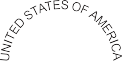 UNITED STATES OF AMERICA